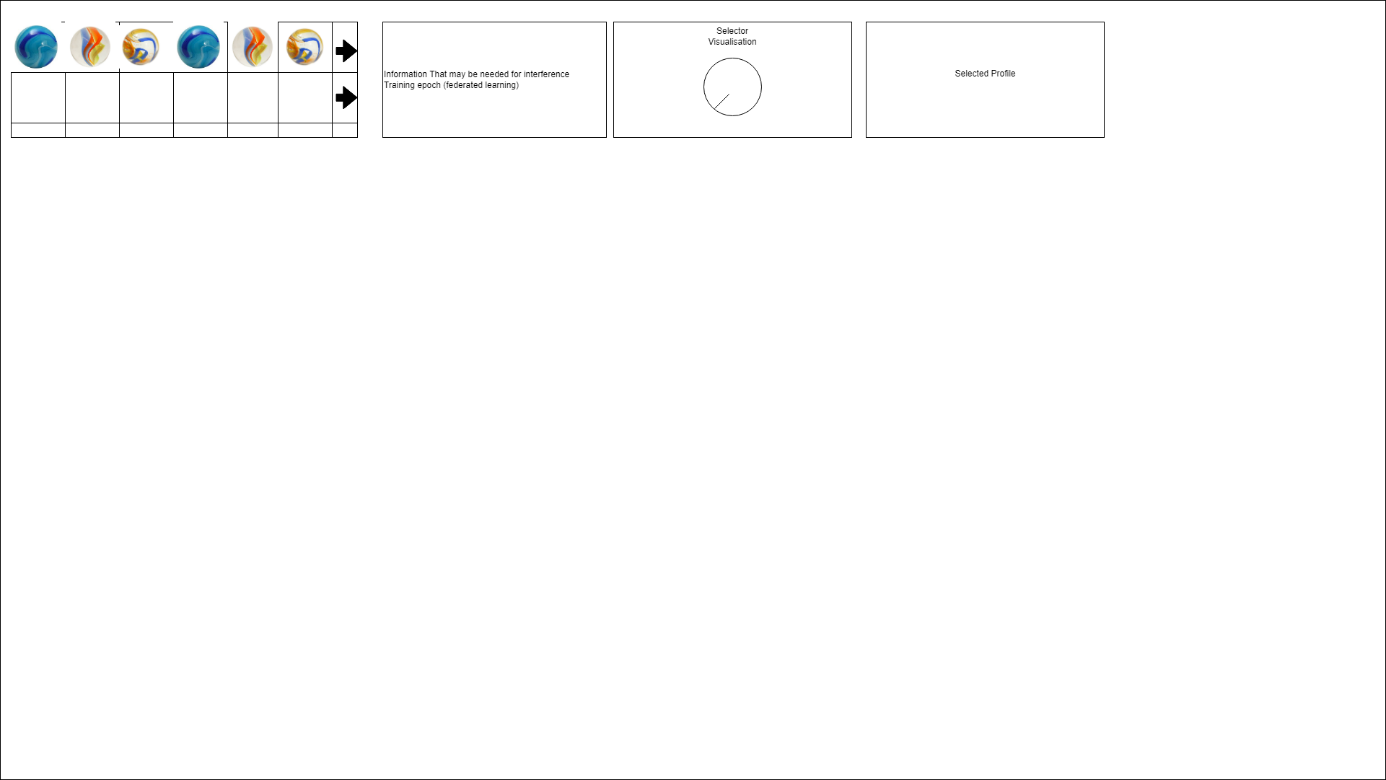 Information That may be needed for interference
Training epoch (federated learning)
Selector
Visualisation
Selected Profile